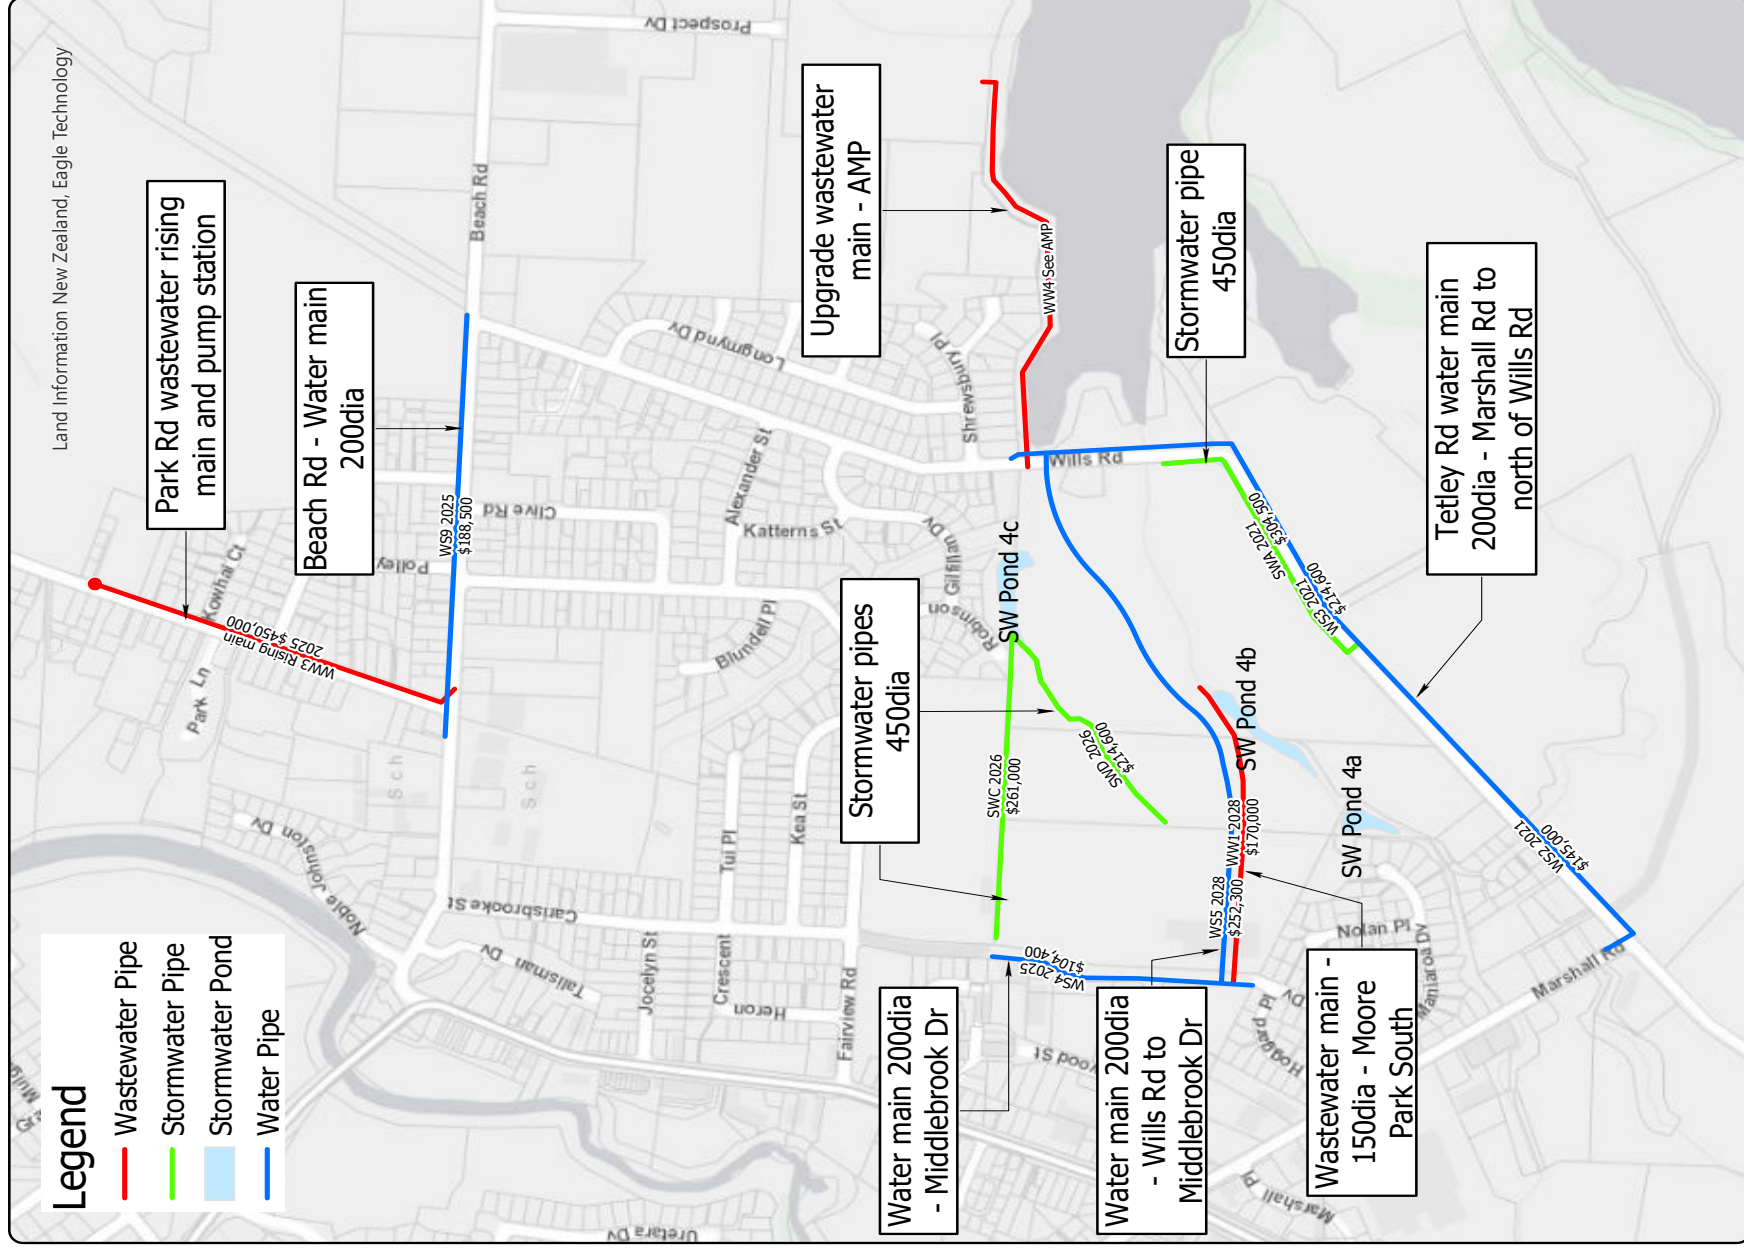 Land Information New Zealand, Eagle Technology
Legend
Wastewater Pipe
Stormwater Pipe
Stormwater Pond
Water Pipe
Park Rd wastewater rising
main and pump station
Beach Rd - Water main
200dia
Upgrade wastewater
main - AMP
Stormwater pipe
450dia
Tetley Rd water main
200dia - Marshall Rd to
north of Wills Rd
Stormwater pipes
450dia
Water main 200dia
- Middlebrook Dr
Water main 200dia
- Wills Rd to
Middlebrook Dr
Wastewater main -
150dia - Moore
Park South
SW Pond 4c
SW Pond 4b
SW Pond 4a
WW3 Rising main
2025 $450,000
WS9 2025
$188,500
WW4 See AMP
SWA 2021
$304,500
WS3 2021
$214,600
WS2 2021
$145,000
SWC 2026
$261,000
SWD 2026
$214,600
WS4 2025
$104,400
WS5 2028
$252,300
WW1 2028
$170,000
Prospect Dv
Beach Rd
Kowhai Ct
Park Ln
Polley
Clive Rd
Longmynd Dv
Shrewsbury Pl
Alexander St
Katterns St
Gilfillan Dv
Robinson
Blundell Pl
Wills Rd
Sch
Sch
Noble Johnston Dv
Carisbrooke St
Talisman Dv
Tui Pl
Kea St
Jocelyn St
Crescent
Heron
Fairview Rd
Nolan Pl
Maniaroa Dv
Marshall Rd
Hoggard Pl
Dv
Marshall Pl
Uretara Dv